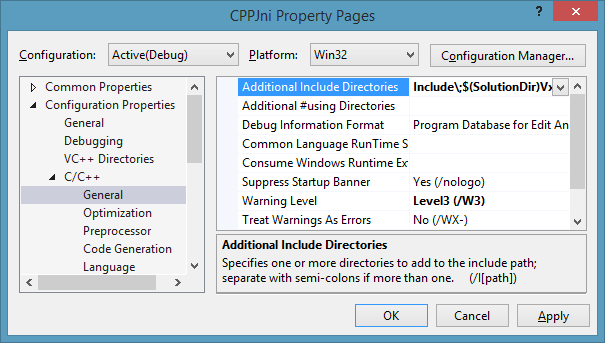 CPPJni Property Pages
?
Configuration: Active(Debug) Platform: Win32 Configuration Manager...
Common Properties
Configuration Properties
General
Debugging
VC++ Directories
C/C++
General
Optimization
Preprocessor
Code Generation
Language
Additional Include Directories Include\;$(SolutionDir)Vx
Additional #using Directories
Debug Information Format Program Database for Edit An
Common Language RunTime S
Consume Windows Runtime Ex
Suppress Startup Banner Yes (/nologo)
Warning Level Level3 (/W3)
Treat Warnings As Errors No (/WX-)
Additional Include Directories
Specifies one or more directories to add to the include path;
separate with semi-colons if more than one. (/I[path])
OK Cancel Apply